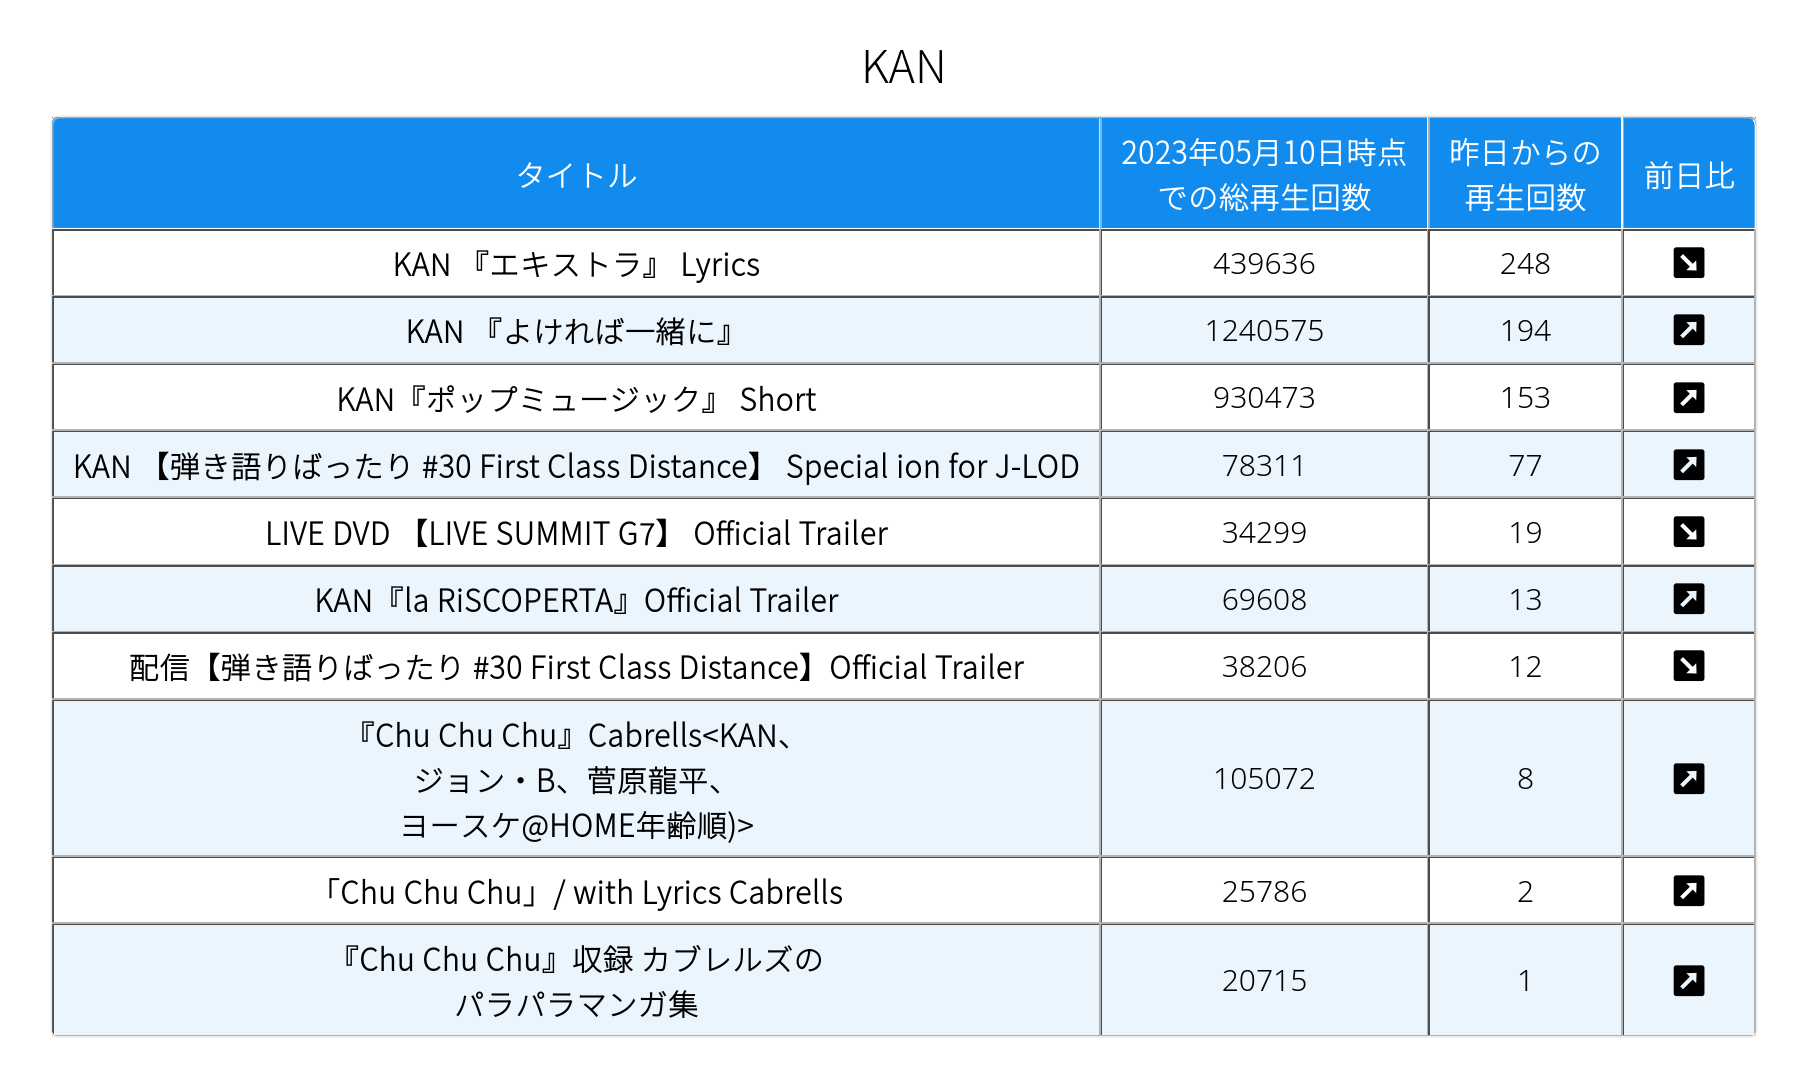 KAN
タイトル
2023年05月10日時点
での総再生回数
昨日からの
再生回数
前日比
KAN 『エキストラ』 Lyrics
439636
248
KAN 『よければ一緒に』
1240575
194
KAN『ポップミュージック』 Short
930473
153
KAN 【弾き語りばったり #30 First Class Distance】 Special ion for J-LOD
78311
77
LIVE DVD 【LIVE SUMMIT G7】 Official Trailer
34299
19
KAN『la RiSCOPERTA』Official Trailer
69608
13
配信【弾き語りばったり #30 First Class Distance】Official Trailer
38206
12
『Chu Chu Chu』Cabrells<KAN、
ジョン・B、菅原龍平、
ヨースケ@HOME年齢順)>
105072
8
「Chu Chu Chu」/ with Lyrics Cabrells
25786
2
『Chu Chu Chu』収録 カブレルズの
パラパラマンガ集
20715
1